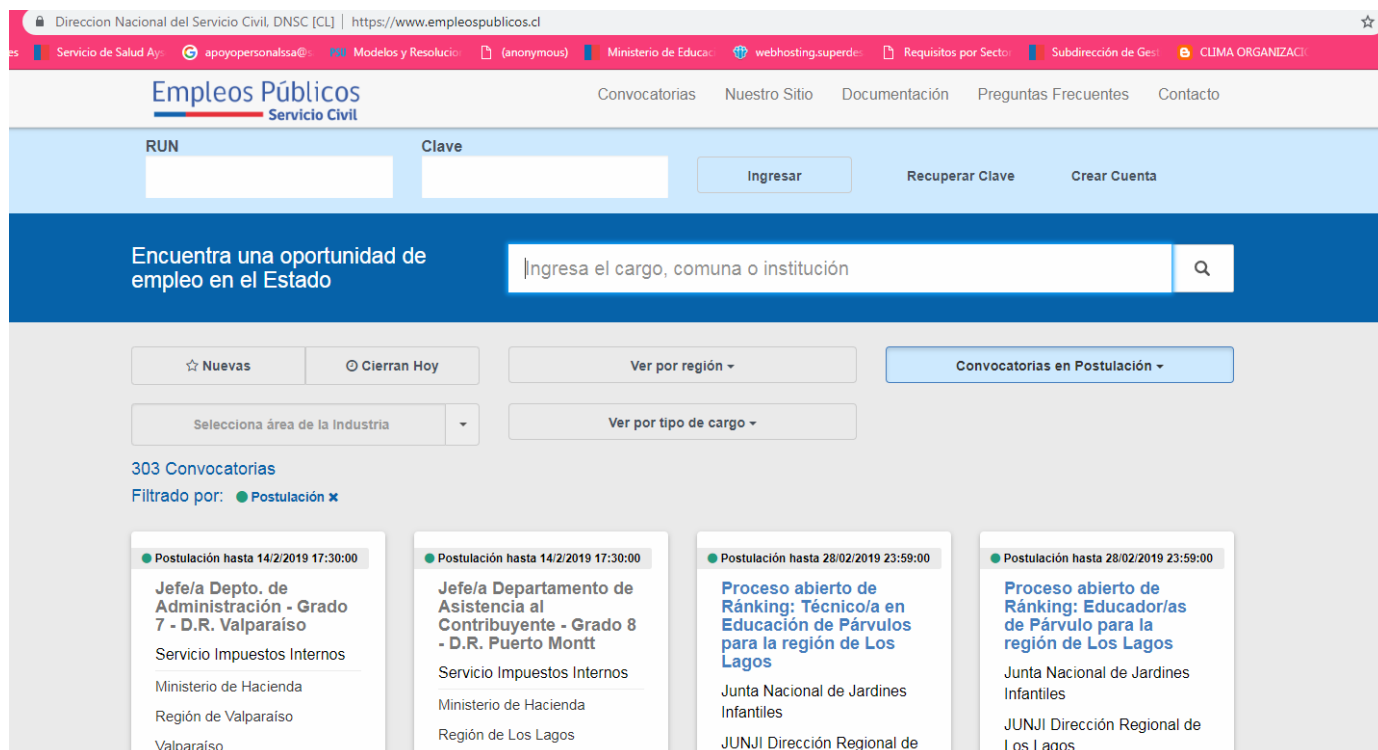 Direccion Nacional del Servicio Civil, DNSC [CL] | https://www.empleospublicos.cl
es Servicio de Salud Ays apoyopersonalssa@s Modelos y Resolucio (anonymous) Ministerio de Educac webhosting.superdes Requisitos por Sector Subdirección de Gest CLIMA ORGANIZACIO
Empleos Públicos
Servicio Civil
Convocatorias Nuestro Sitio Documentación Preguntas Frecuentes Contacto
RUN Clave
Ingresar Recuperar Clave Crear Cuenta
Encuentra una oportunidad de
empleo en el Estado
Ingresa el cargo, comuna o institución
Nuevas Cierran Hoy Ver por región Convocatorias en Postulación
Selecciona área de la Industria Ver por tipo de cargo
303 Convocatorias
Filtrado por: Postulación ×
Postulación hasta 14/2/2019 17:30:00
Jefe/a Depto. de
Administración - Grado
7 - D.R. Valparaíso
Servicio Impuestos Internos
Ministerio de Hacienda
Región de Valparaíso
Valparaíso
Postulación hasta 14/2/2019 17:30:00
Jefe/a Departamento de
Asistencia al
Contribuyente - Grado 8
- D.R. Puerto Montt
Servicio Impuestos Internos
Ministerio de Hacienda
Región de Los Lagos
Postulación hasta 28/02/2019 23:59:00
Proceso abierto de
Ránking: Técnico/a en
Educación de Párvulos
para la región de Los
Lagos
Junta Nacional de Jardines
Infantiles
JUNJI Dirección Regional de
Postulación hasta 28/02/2019 23:59:00
Proceso abierto de
Ránking: Educador/as
de Párvulo para la
región de Los Lagos
Junta Nacional de Jardines
Infantiles
JUNJI Dirección Regional de
Los Lagos